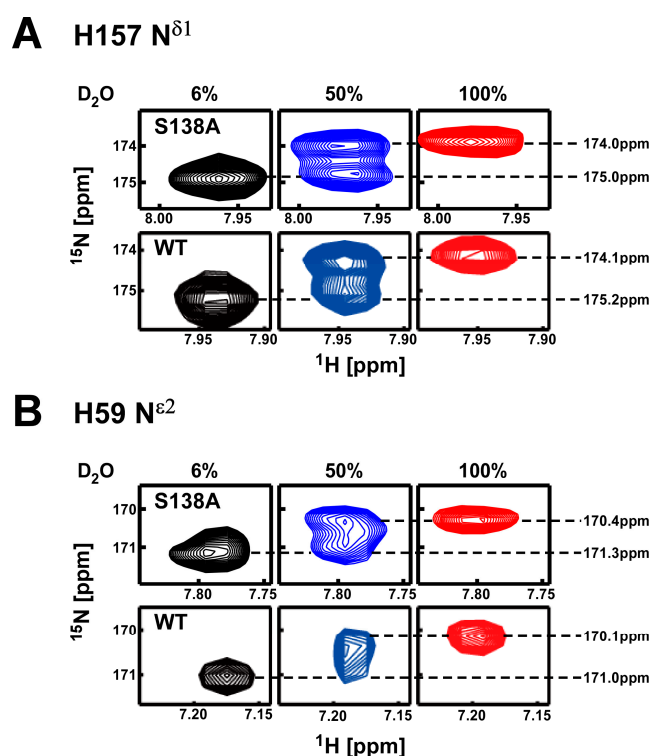 A H157 Nδ1
D2O 6% 50% 100%
S138A
174 174.0ppm
175 175.0ppm
8.00 7.95 8.00 7.95 8.00 7.95
15N [ppm]
WT
174 174.1ppm
175 175.2ppm
7.95 7.90 7.95 7.90 7.95 7.90
1H [ppm]
B H59 Nε2
D2O 6% 50% 100%
S138A
170 170.4ppm
171 171.3ppm
7.80 7.75 7.80 7.75 7.80 7.75
15N [ppm]
WT
170 170.1ppm
171 171.0ppm
7.20 7.15 7.20 7.15 7.20 7.15
1H [ppm]